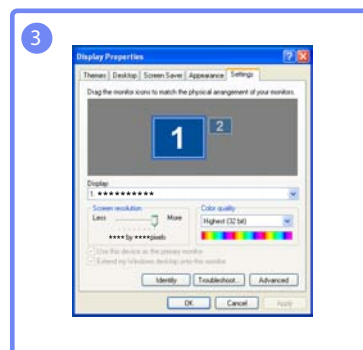 3
Display Properties
Themes Desktop Screen Saver Appearance Settings
Drag the monitor icons to match the physical arrangement of your monitors.
1 2
Display:
1. **********
Screen resolution
Less More
**** by **** pixels
Color quality
Highest (32 bit)
Use this device as the primary monitor
Extend my Windows desktop onto this monitor
Identify Troubleshoot... Advanced
OK Cancel Apply